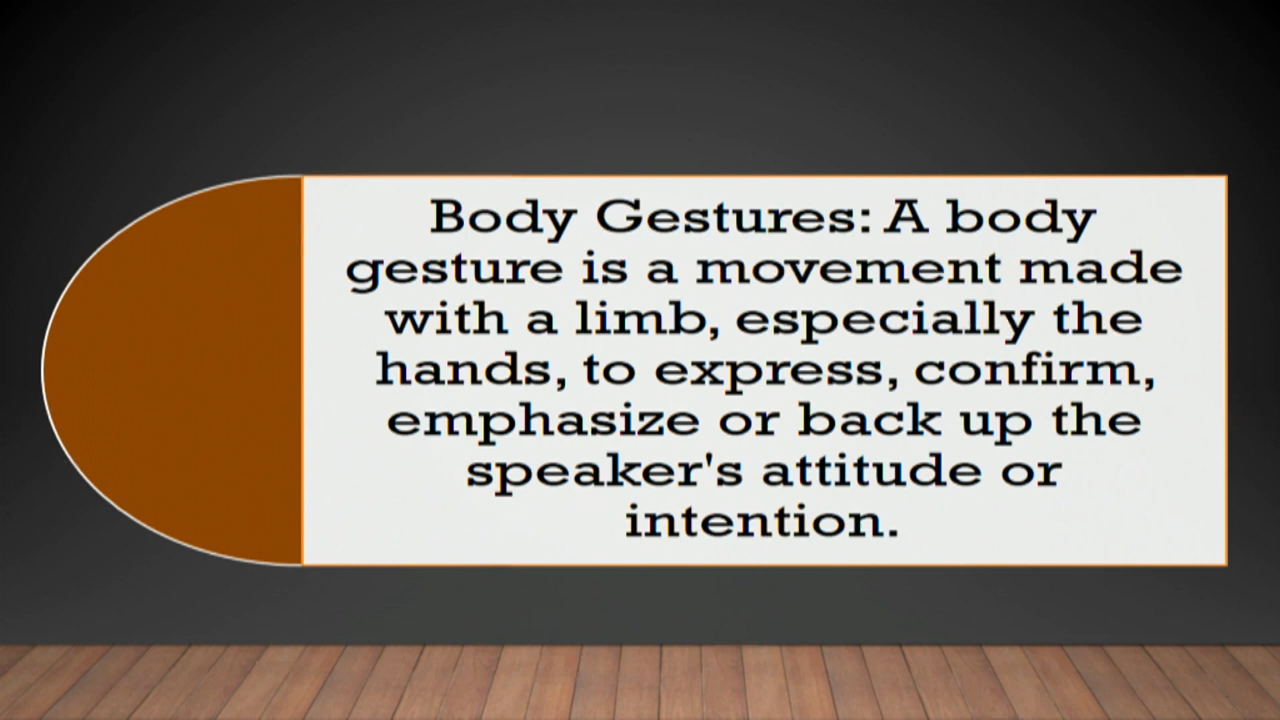 Body Gestures: A body
gesture is a movement made
with a limb, especially the
hands, to express, confirm,
emphasize or back up the
speaker's attitude or
intention.